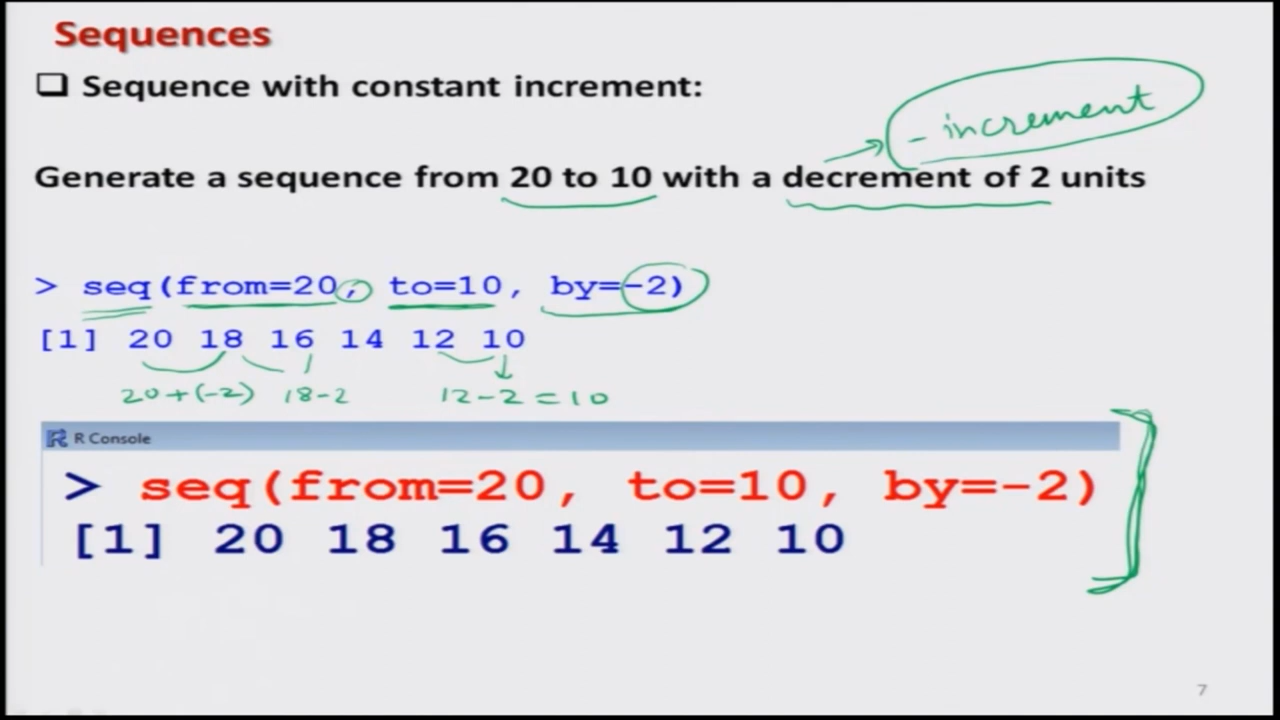 Sequences
❑ Sequence with constant increment:
- increment
Generate a sequence from 20 to 10 with a decrement of 2 units
> seq(from=20, to=10, by=-2)
[1] 20 18 16 14 12 10
20+(-2) 18-2 12-2=10
R Console
> seq(from=20, to=10, by=-2)
[1] 20 18 16 14 12 10
7